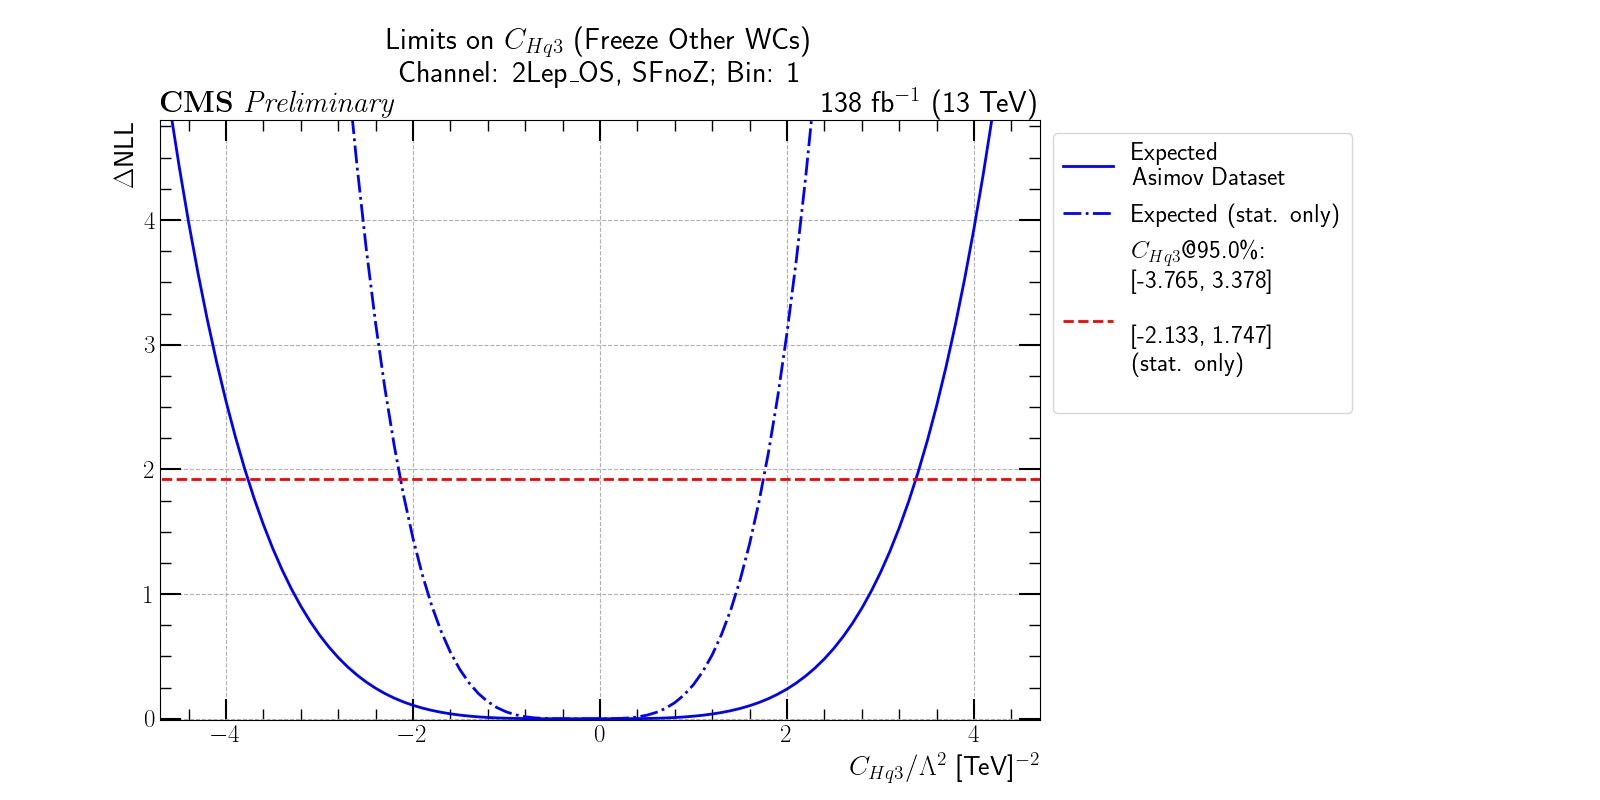 Limits on C_{Hq3} (Freeze Other WCs)
Channel: 2Lep_OS, SFnoZ; Bin: 1
CMS Preliminary
138 fb^{−1} (13 TeV)
ΔNLL
4
3
2
1
0
−4
−2
0
2
4
C_{Hq3}/Λ^2 [TeV]^{−2}
Expected
Asimov Dataset
Expected (stat. only)
C_{Hq3}@95.0%:
[-3.765, 3.378]
[-2.133, 1.747]
(stat. only)